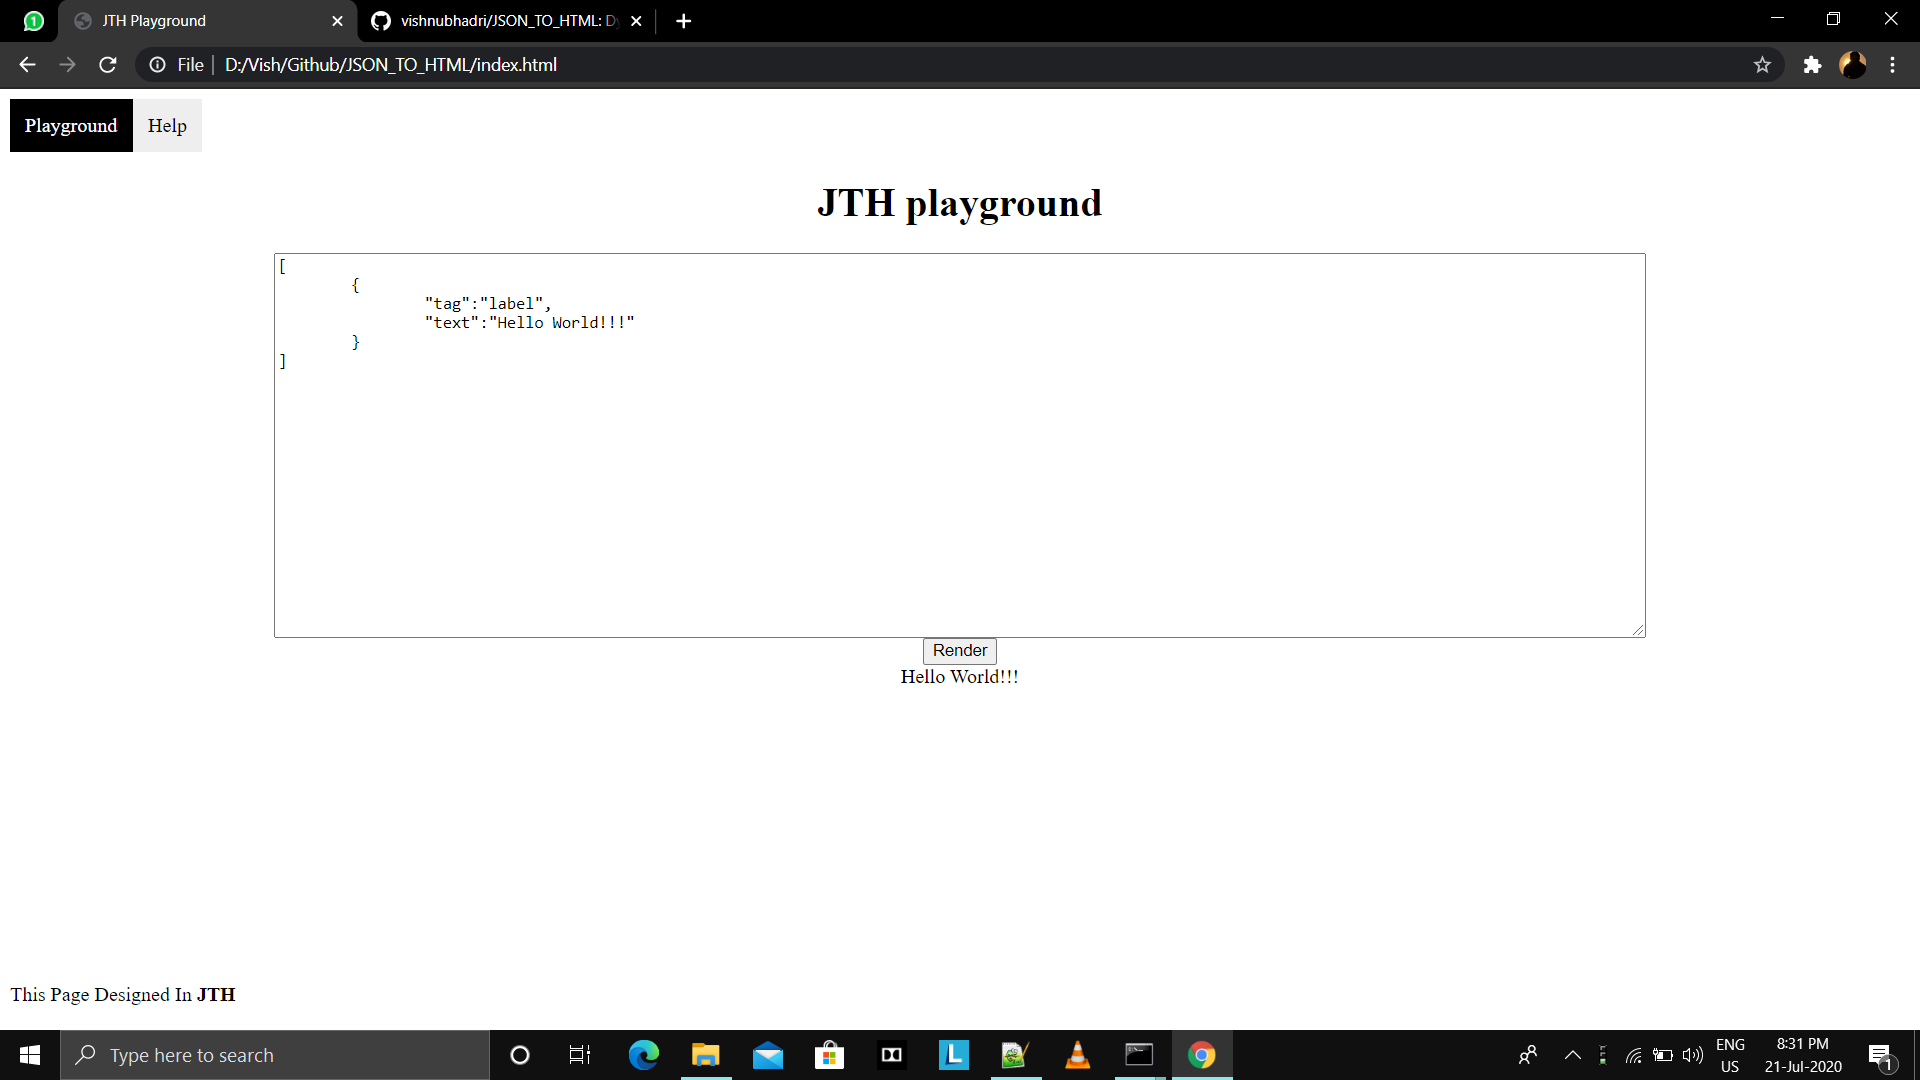 1
JTH Playground
vishnubhadri/JSON_TO_HTML: Dy
File
D:/Vish/Github/JSON_TO_HTML/index.html
Playground
Help
JTH playground
[
{
"tag":"label",
"text":"Hello World!!!"
}
]
Render
Hello World!!!
This Page Designed In JTH
Type here to search
L
ENG
US
8:31 PM
21-Jul-2020
1